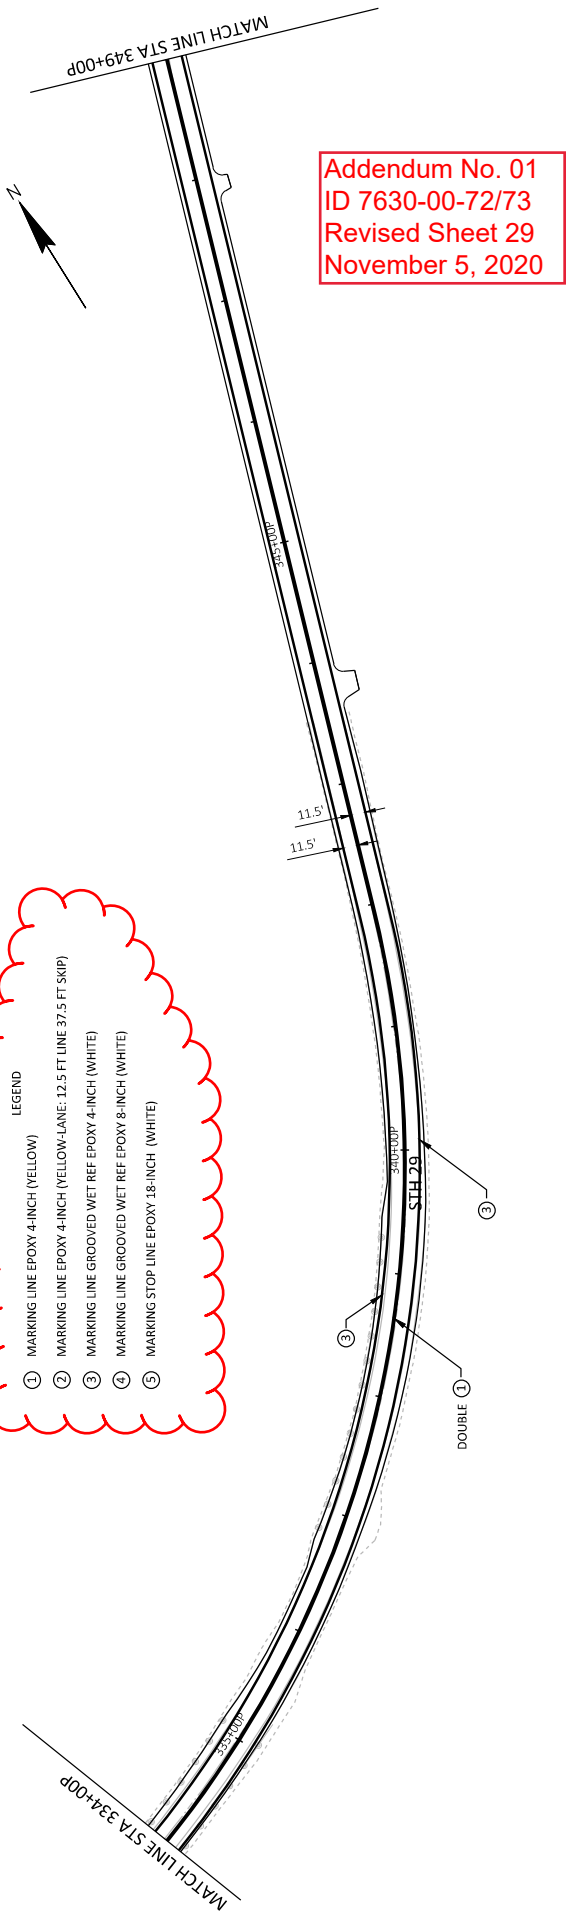 MATCH LINE STA 349+00P
N
Addendum No. 01
ID 7630-00-72/73
Revised Sheet 29
November 5, 2020
345+00P
11.5'
11.5'
LEGEND
1 MARKING LINE EPOXY 4-INCH (YELLOW)
2 MARKING LINE EPOXY 4-INCH (YELLOW-LANE: 12.5 FT LINE 37.5 FT SKIP)
3 MARKING LINE GROOVED WET REF EPOXY 4-INCH (WHITE)
4 MARKING LINE GROOVED WET REF EPOXY 8-INCH (WHITE)
5 MARKING STOP LINE EPOXY 18-INCH (WHITE)
340+00P
STH 29
3
3
DOUBLE 1
335+00P
MATCH LINE STA 334+00P